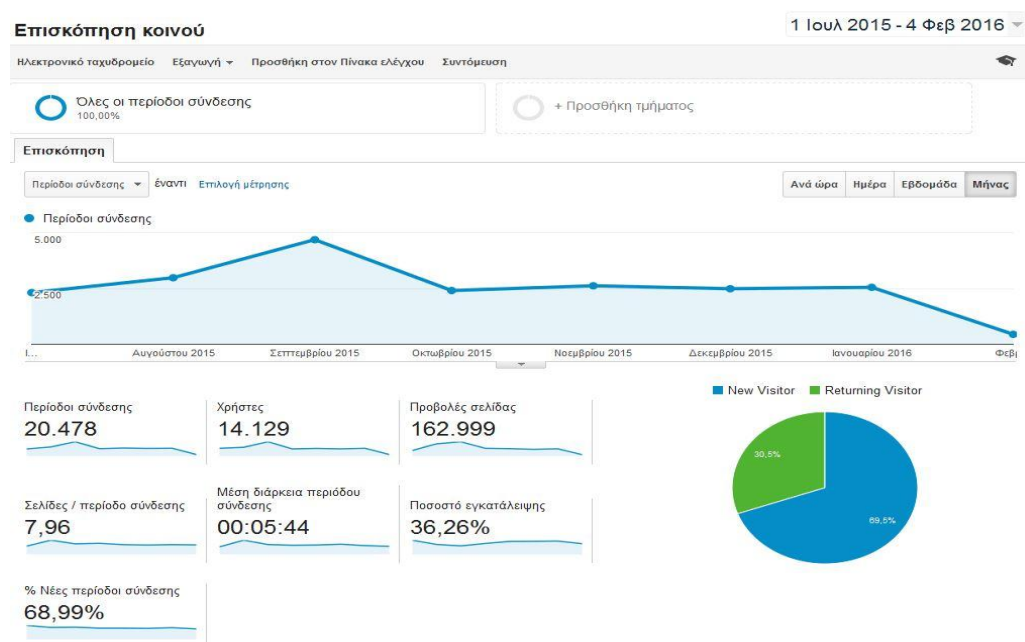 Επισκόπηση κοινού
1 Ιουλ 2015 - 4 Φεβ 2016
Ηλεκτρονικό ταχυδρομείο Εξαγωγή Προσθήκη στον Πίνακα ελέγχου Συντόμευση
Όλες οι περίοδοι σύνδεσης
100,00%
+ Προσθήκη τμήματος
Επισκόπηση
Περίοδοι σύνδεσης έναντι Επιλογή μέτρησης
Ανά ώρα Ημέρα Εβδομάδα Μήνας
Περίοδοι σύνδεσης
5.000
2.500
Ι... Αυγούστου 2015 Σεπτεμβρίου 2015 Οκτωβρίου 2015 Νοεμβρίου 2015 Δεκεμβρίου 2015 Ιανουαρίου 2016 Φεβρ
New Visitor Returning Visitor
Περίοδοι σύνδεσης
20.478
Χρήστες
14.129
Προβολές σελίδας
162.999
30,5%
69,5%
Σελίδες / περίοδο σύνδεσης
7,96
Μέση διάρκεια περιόδου
σύνδεσης
00:05:44
Ποσοστό εγκατάλειψης
36,26%
% Νέες περίοδοι σύνδεσης
68,99%